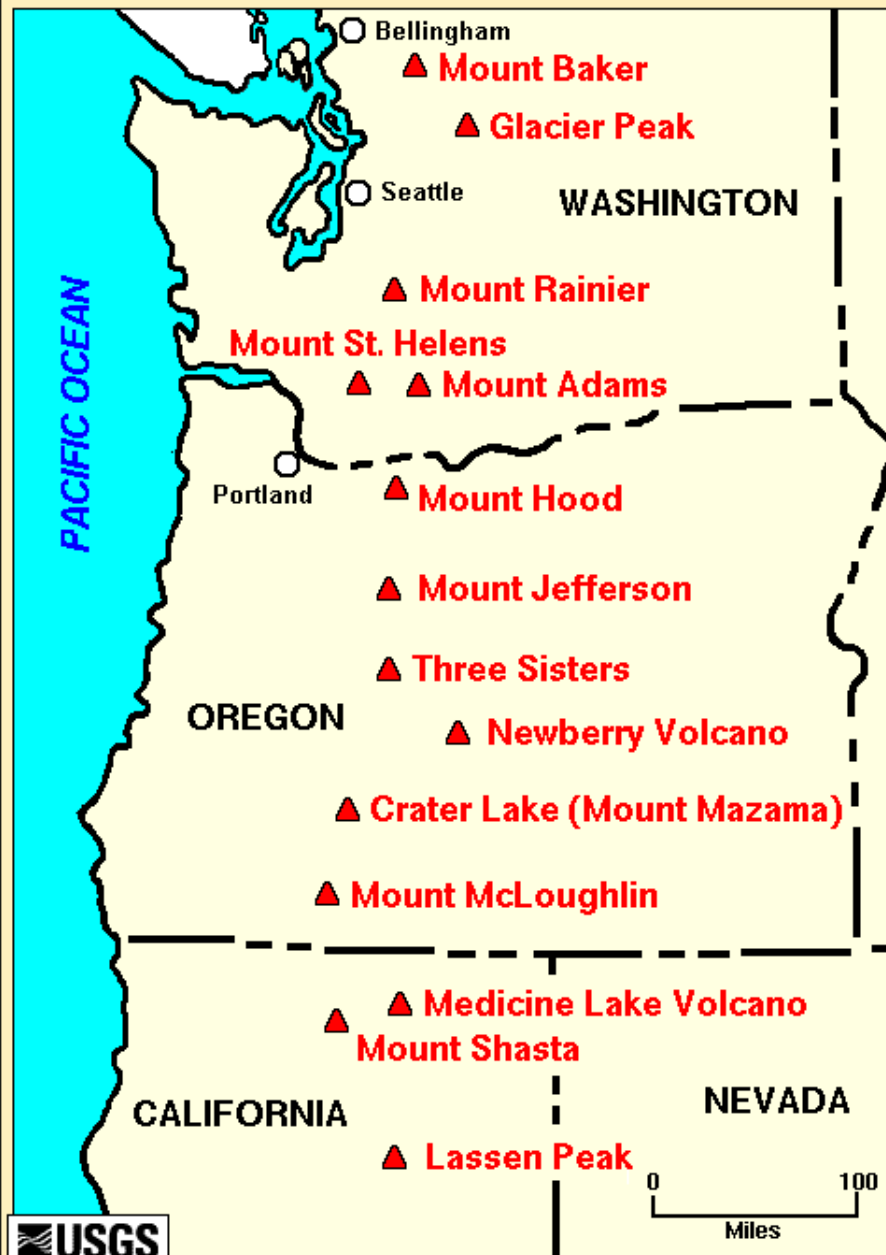 Bellingham
Mount Baker
Glacier Peak
Seattle
WASHINGTON
Mount Rainier
Mount St. Helens
Mount Adams
PACIFIC OCEAN
Portland
Mount Hood
Mount Jefferson
Three Sisters
OREGON
Newberry Volcano
Crater Lake (Mount Mazama)
Mount McLoughlin
Medicine Lake Volcano
Mount Shasta
CALIFORNIA
NEVADA
Lassen Peak
0 100
Miles
USGS